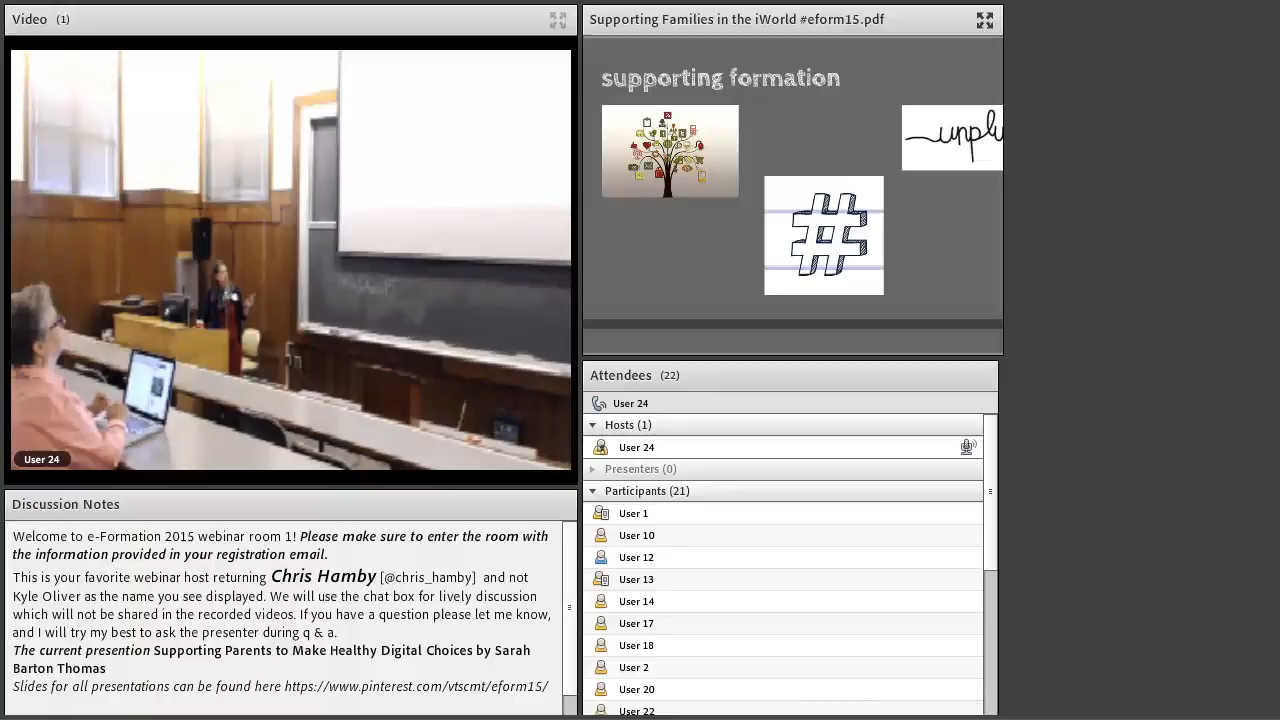 Video (1)
User 24
Supporting Families in the iWorld #eform15.pdf
supporting formation
#
Discussion Notes
Welcome to e-Formation 2015 webinar room 1! Please make sure to enter the room with
the information provided in your registration email.
This is your favorite webinar host returning Chris Hamby [@chris_hamby] and not
Kyle Oliver as the name you see displayed. We will use the chat box for lively discussion
which will not be shared in the recorded videos. If you have a question please let me know,
and I will try my best to ask the presenter during q & a.
The current presention Supporting Parents to Make Healthy Digital Choices by Sarah
Barton Thomas
Slides for all presentations can be found here https://www.pinterest.com/vtscmt/eform15/
Attendees (22)
User 24
Hosts (1)
User 24
Presenters (0)
Participants (21)
User 1
User 10
User 12
User 13
User 14
User 17
User 18
User 2
User 20
User 22